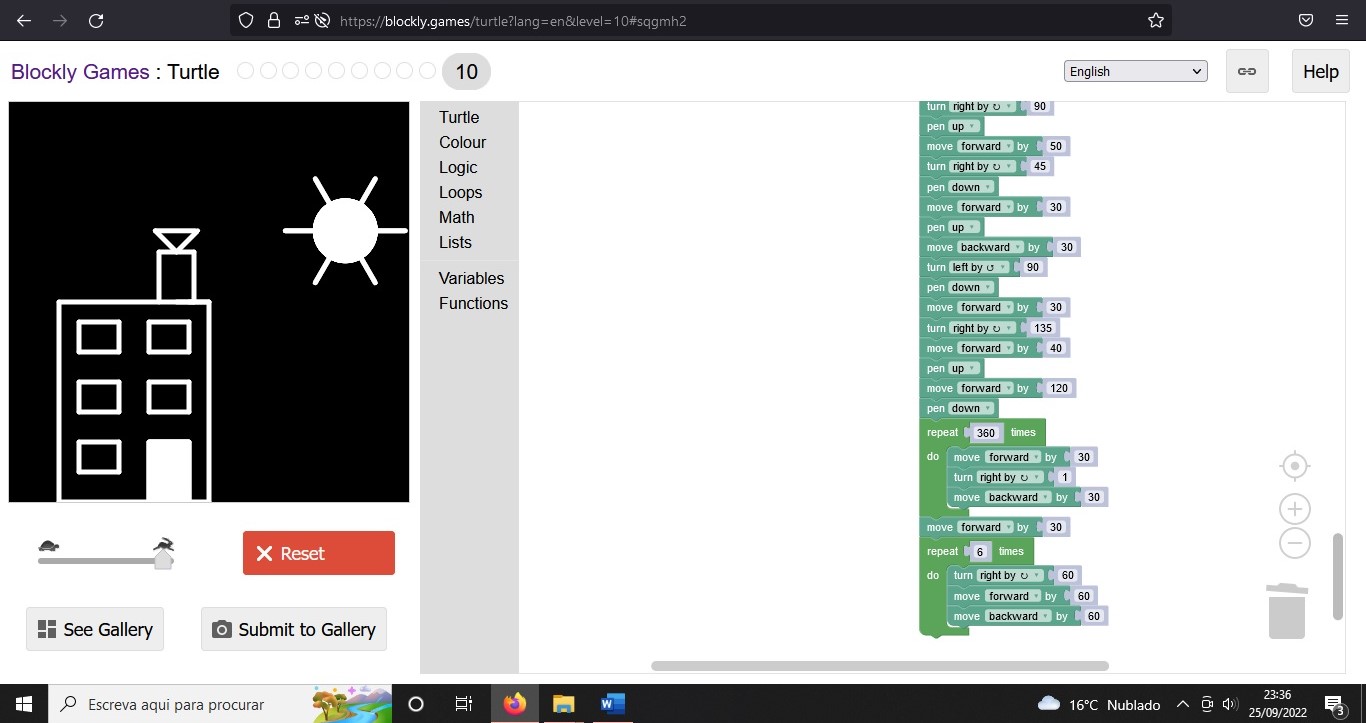 https://blockly.games/turtle?lang=en&level=10#sqgmh2
Blockly Games : Turtle
10
English
Help
Turtle
Colour
Logic
Loops
Math
Lists
Variables
Functions
turn right by ↻ 90
pen up
move forward by 50
turn right by ↻ 45
pen down
move forward by 30
pen up
move backward by 30
turn left by ↺ 90
pen down
move forward by 30
turn right by ↻ 135
move forward by 40
pen up
move forward by 120
pen down
repeat 360 times
do move forward by 30
turn right by ↻ 1
move backward by 30
move forward by 30
repeat 6 times
do turn right by ↻ 60
move forward by 60
move backward by 60
Reset
See Gallery
Submit to Gallery
Escreva aqui para procurar
W
16°C Nublado
23:36
25/09/2022
3